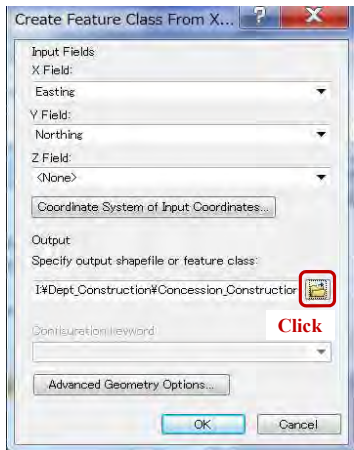 Create Feature Class From X...
Input Fields
X Field:
Easting
Y Field:
Northing
Z Field:
<None>
Coordinate System of Input Coordinates...
Output
Specify output shapefile or feature class:
I:¥Dept_Construction¥Concession_Construction
Click
Configuration keyword
Advanced Geometry Options...
OK
Cancel